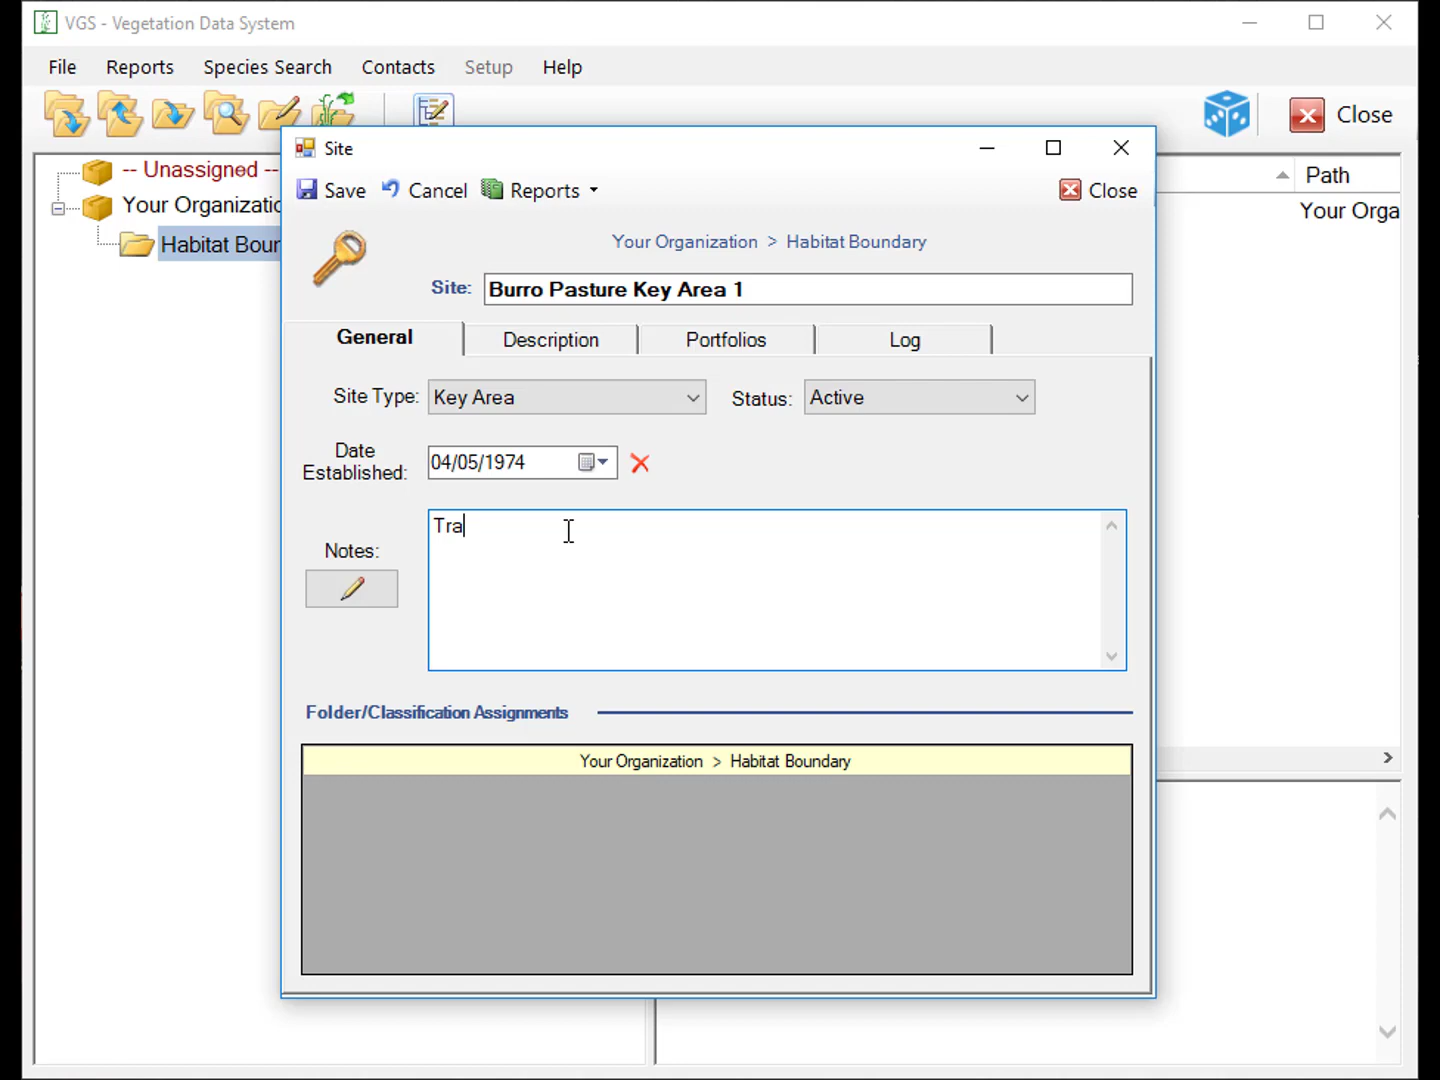 VGS - Vegetation Data System
File Reports Species Search Contacts Setup Help
Close
-- Unassigned --
Your Organizatio
Habitat Boun
Path
Your Orga
Site
Save Cancel Reports Close
Your Organization > Habitat Boundary
Site: Burro Pasture Key Area 1
General Description Portfolios Log
Site Type: Key Area Status: Active
Date Established: 04/05/1974
Notes: Tra
Folder/Classification Assignments
Your Organization > Habitat Boundary